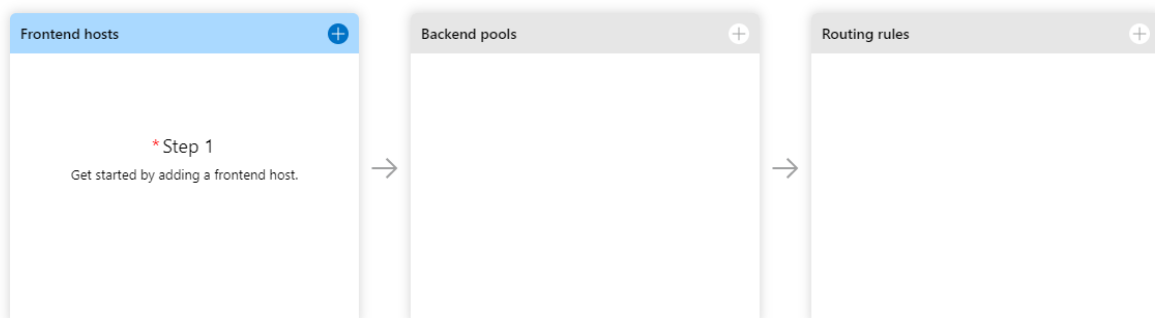 Frontend hosts
Backend pools
Routing rules
* Step 1
Get started by adding a frontend host.